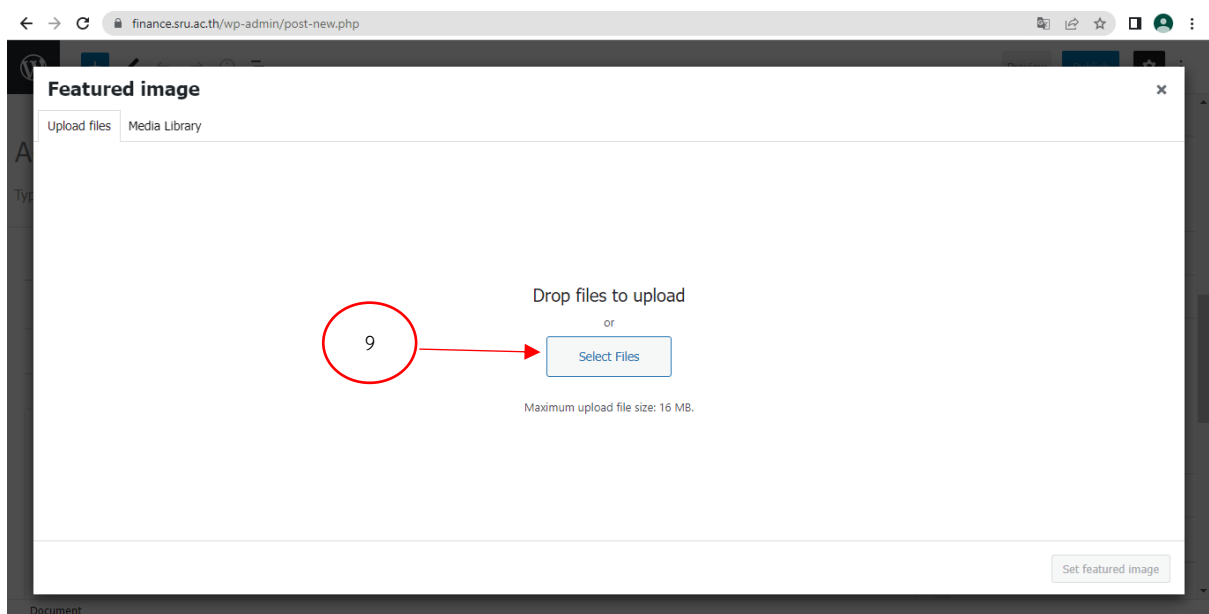 finance.sru.ac.th/wp-admin/post-new.php
Featured image
Upload files Media Library
Drop files to upload
or
9
Select Files
Maximum upload file size: 16 MB.
Set featured image
Document